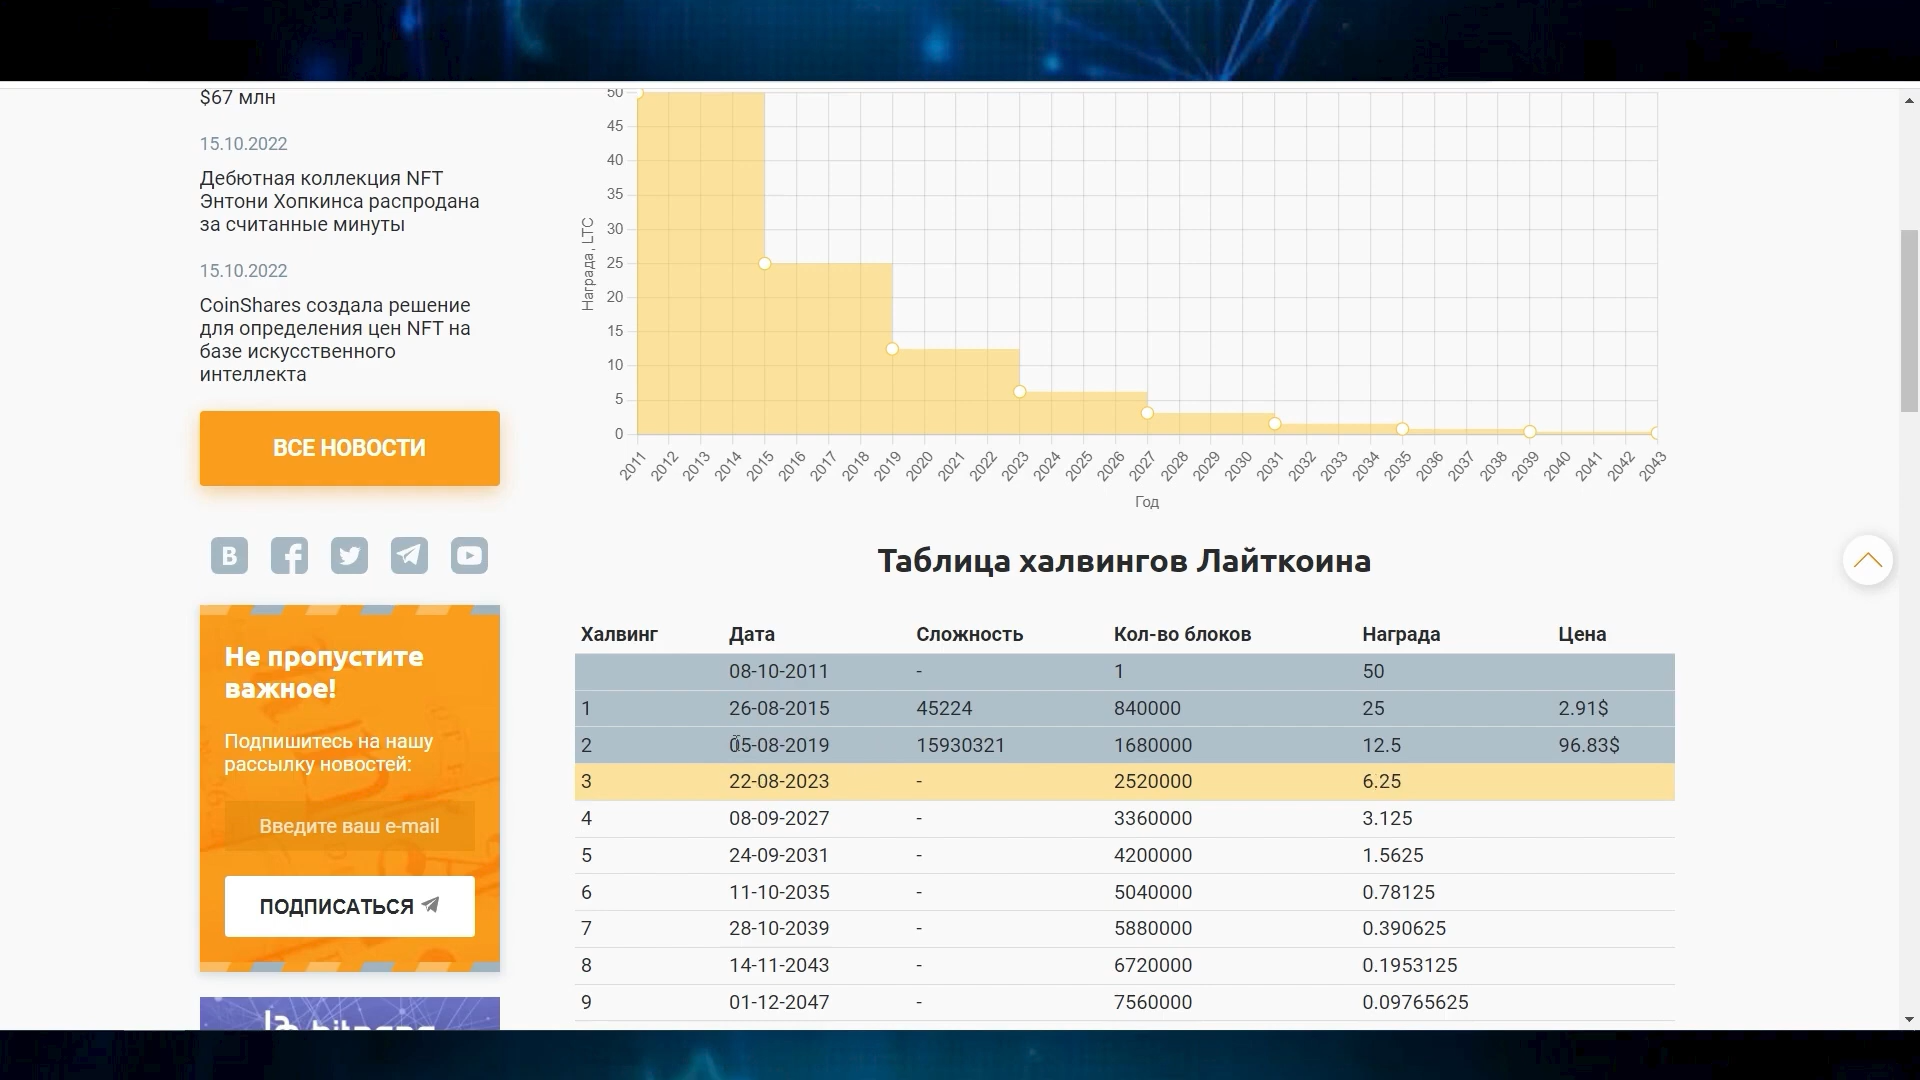 $67 млн
15.10.2022
Дебютная коллекция NFT
Энтони Хопкинса распродана
за считанные минуты
15.10.2022
CoinShares создала решение
для определения цен NFT на
базе искусственного
интеллекта
ВСЕ НОВОСТИ
Не пропустите
важное!
Подпишитесь на нашу
рассылку новостей:
Введите ваш e-mail
ПОДПИСАТЬСЯ
50
45
40
35
30
25
20
15
10
5
0
Награда, LTC
2011 2012 2013 2014 2015 2016 2017 2018 2019 2020 2021 2022 2023 2024 2025 2026 2027 2028 2029 2030 2031 2032 2033 2034 2035 2036 2037 2038 2039 2040 2041 2042 2043
Год
Таблица халвингов Лайткоина
Халвинг Дата Сложность Кол-во блоков Награда Цена
08-10-2011 - 1 50
1 26-08-2015 45224 840000 25 2.91$
2 05-08-2019 15930321 1680000 12.5 96.83$
3 22-08-2023 - 2520000 6.25
4 08-09-2027 - 3360000 3.125
5 24-09-2031 - 4200000 1.5625
6 11-10-2035 - 5040000 0.78125
7 28-10-2039 - 5880000 0.390625
8 14-11-2043 - 6720000 0.1953125
9 01-12-2047 - 7560000 0.09765625